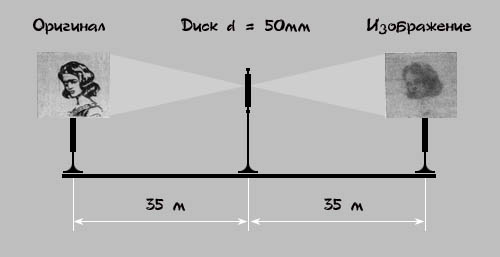 Оригинал
Диск d = 50мм
Изображение
35 м
35 м